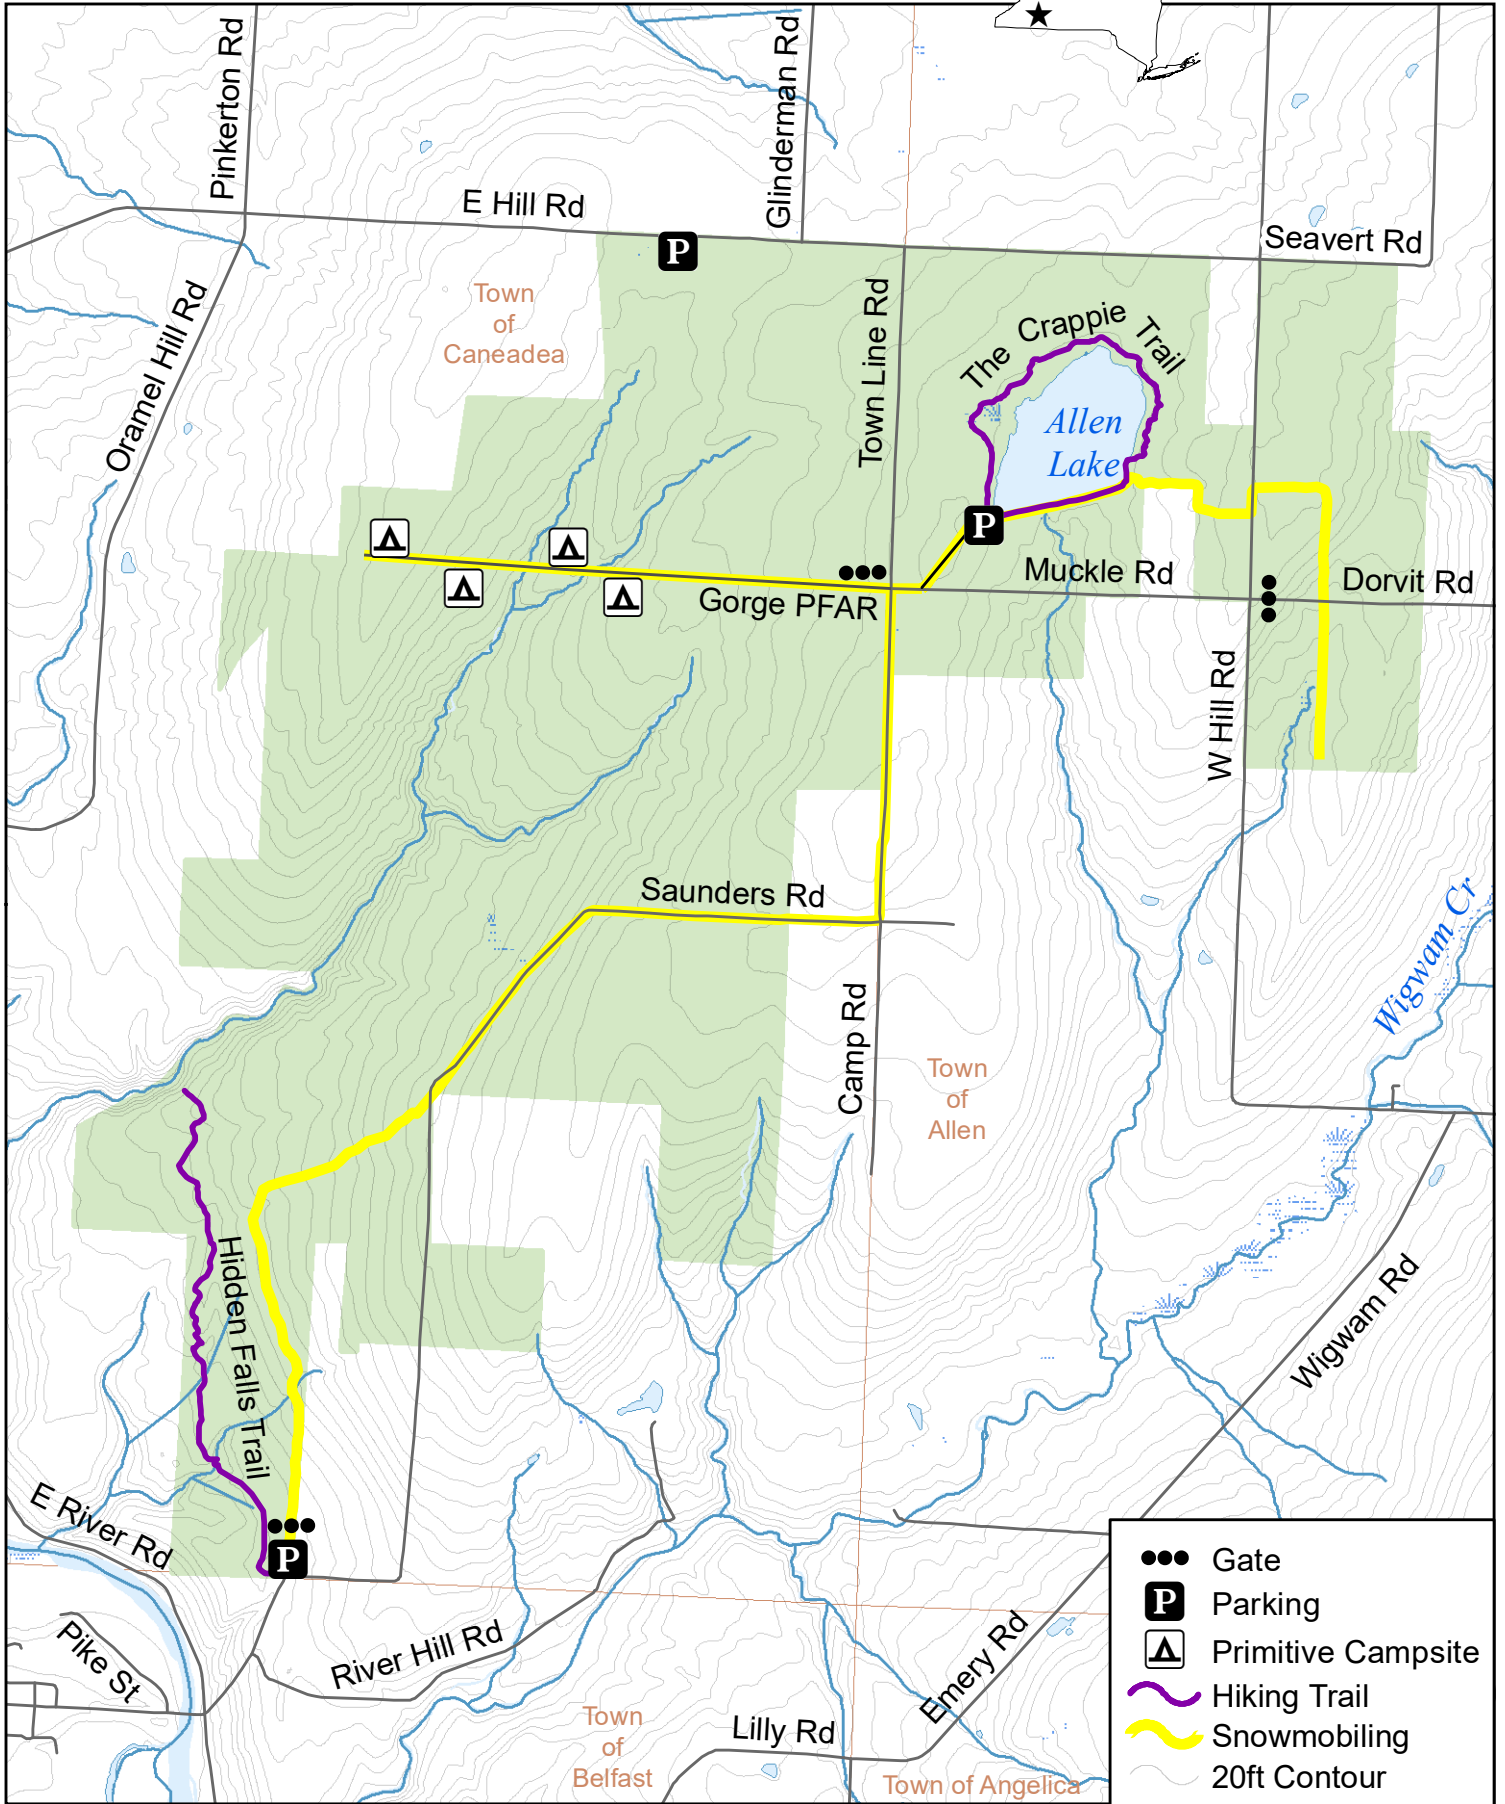 Pinkerton Rd
Glinderman Rd
E Hill Rd
Seavert Rd
P
Town
of
Caneadea
Oramel Hill Rd
Town Line Rd
The Crappie Trail
Allen
Lake
P
Muckle Rd
Dorvit Rd
Gorge PFAR
W Hill Rd
Saunders Rd
Wigwam Cr
Camp Rd
Town
of
Allen
Hidden Falls Trail
Wigwam Rd
E River Rd
P
Pike St
River Hill Rd
Emery Rd
Town
of
Belfast
Lilly Rd
Town of Angelica
Gate
P Parking
Primitive Campsite
Hiking Trail
Snowmobiling
20ft Contour